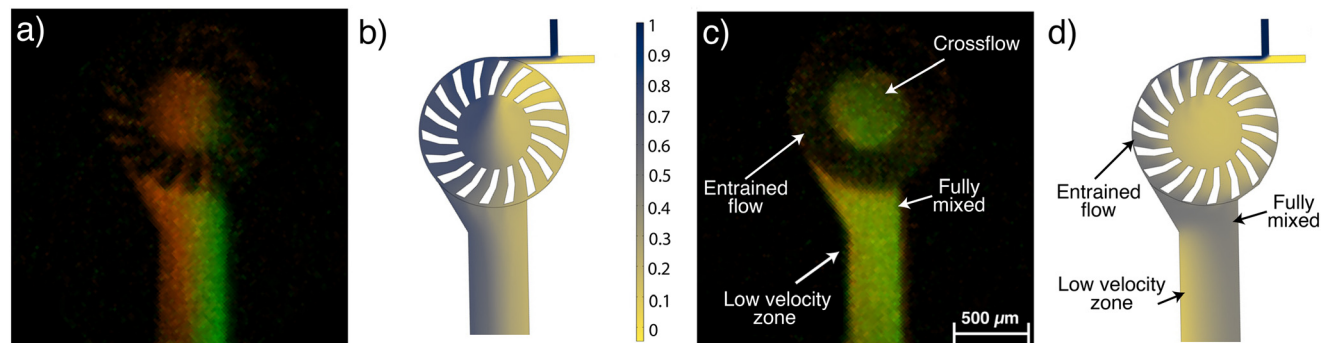 a)
b)
1
0.9
0.8
0.7
0.6
0.5
0.4
0.3
0.2
0.1
0
c)
Crossflow
Entrained
flow
Fully
mixed
Low velocity
zone
500 µm
d)
Entrained
flow
Fully
mixed
Low velocity
zone